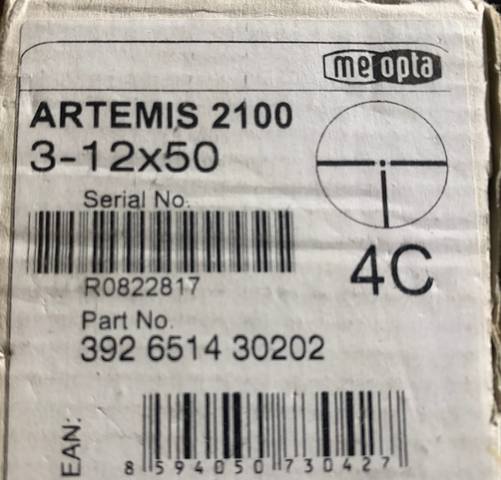 meopta
ARTEMIS 2100
3-12x50
Serial No.
R0822817
4C
Part No.
392 6514 30202
EAN:
8 594050 730427